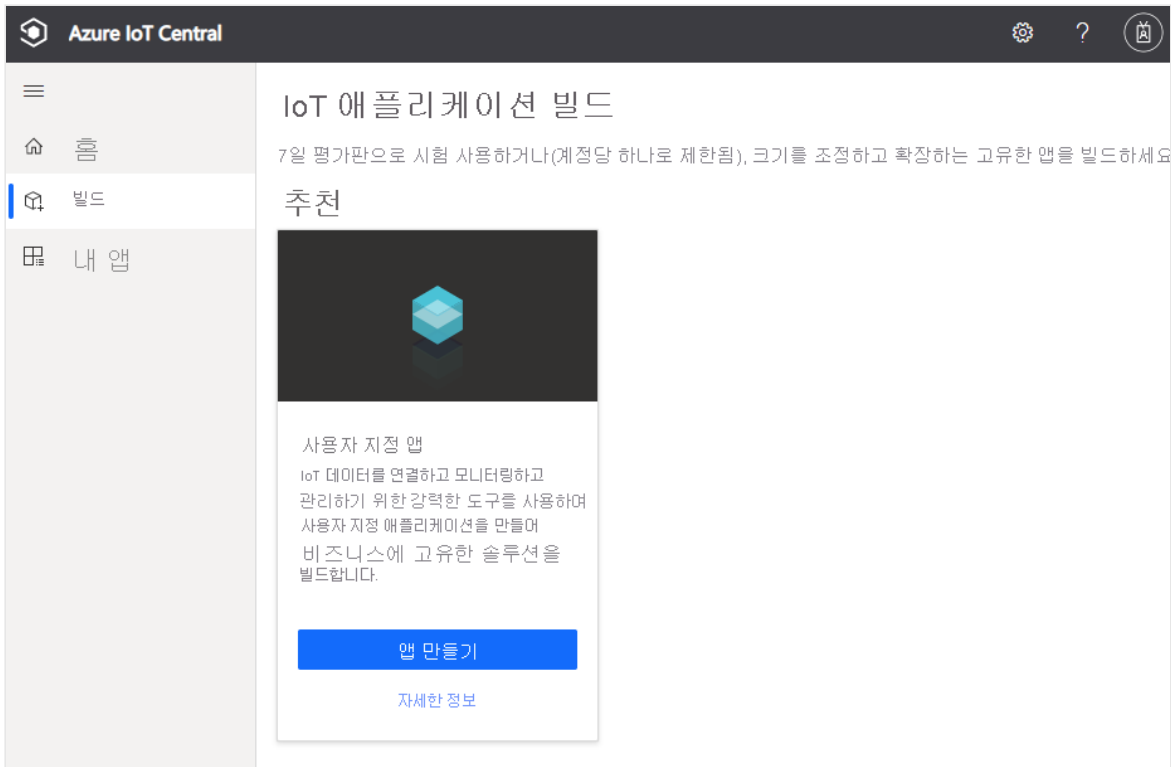 Azure IoT Central
?
IoT 애플리케이션 빌드
홈
7일 평가판으로 시험 사용하거나(계정당 하나로 제한됨), 크기를 조정하고 확장하는 고유한 앱을 빌드하세요
빌드
추천
내 앱
사용자 지정 앱
IoT 데이터를 연결하고 모니터링하고
관리하기 위한 강력한 도구를 사용하여
사용자 지정 애플리케이션을 만들어
비즈니스에 고유한 솔루션을
빌드합니다.
앱 만들기
자세한 정보